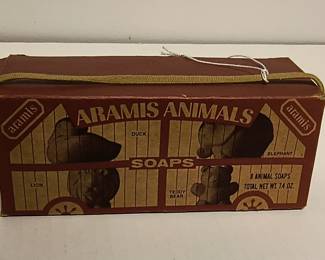 aramis
ARAMIS ANIMALS
aramis
DUCK
ELEPHANT
SOAPS
LION
TEDDY
BEAR
8 ANIMAL SOAPS
TOTAL NET WT. 14 OZ.